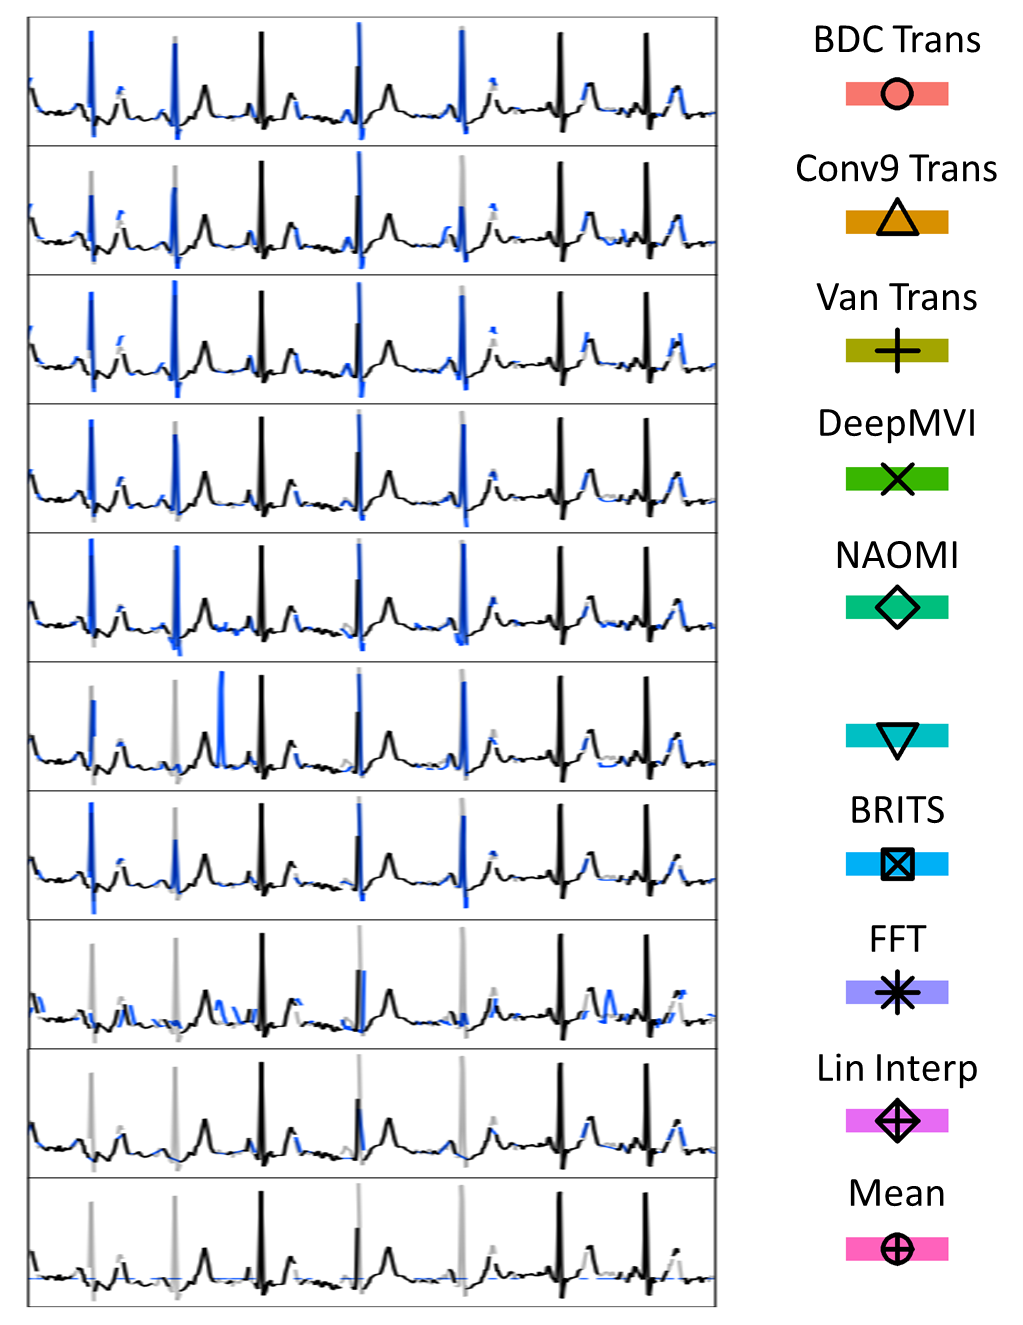 BDC Trans
Conv9 Trans
Van Trans
DeepMVI
NAOMI
BRITS
FFT
Lin Interp
Mean